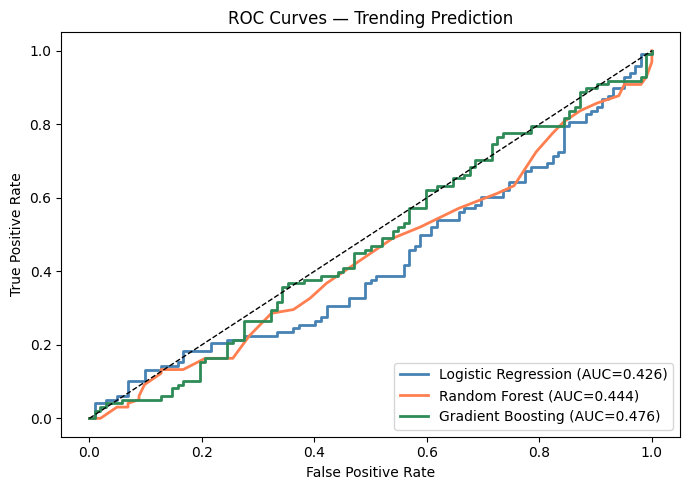 ROC Curves — Trending Prediction
True Positive Rate
1.0
0.8
0.6
0.4
0.2
0.0
0.0 0.2 0.4 0.6 0.8 1.0
False Positive Rate
Logistic Regression (AUC=0.426)
Random Forest (AUC=0.444)
Gradient Boosting (AUC=0.476)